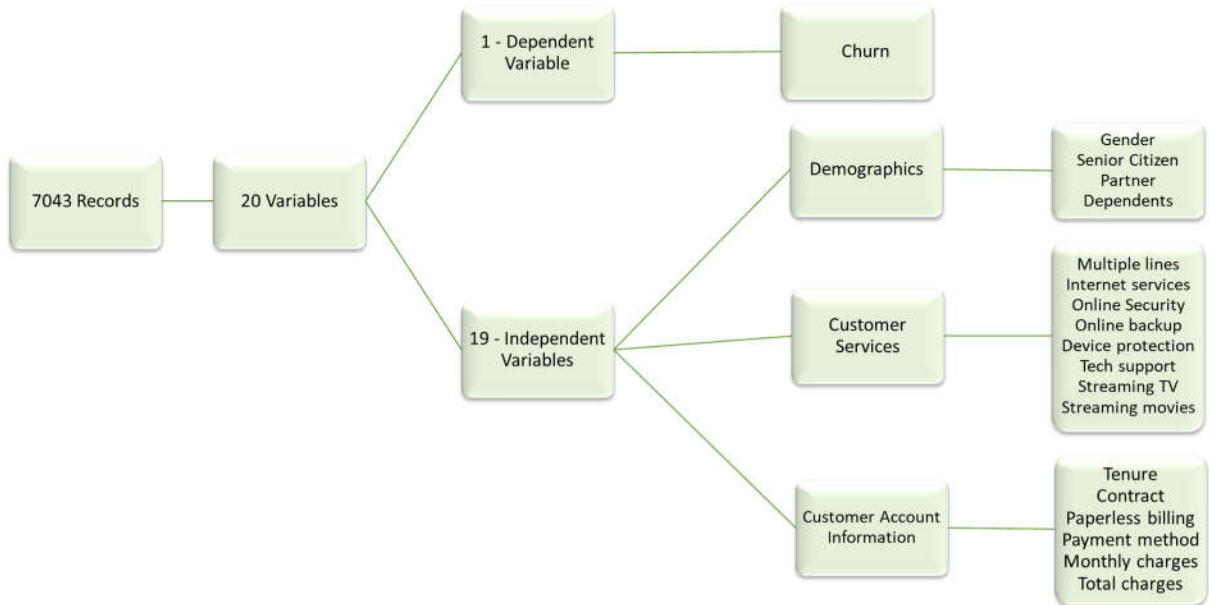 1 - Dependent
Variable
Churn
7043 Records
20 Variables
Demographics
Gender
Senior Citizen
Partner
Dependents
19 - Independent
Variables
Customer
Services
Multiple lines
Internet services
Online Security
Online backup
Device protection
Tech support
Streaming TV
Streaming movies
Customer Account
Information
Tenure
Contract
Paperless billing
Payment method
Monthly charges
Total charges